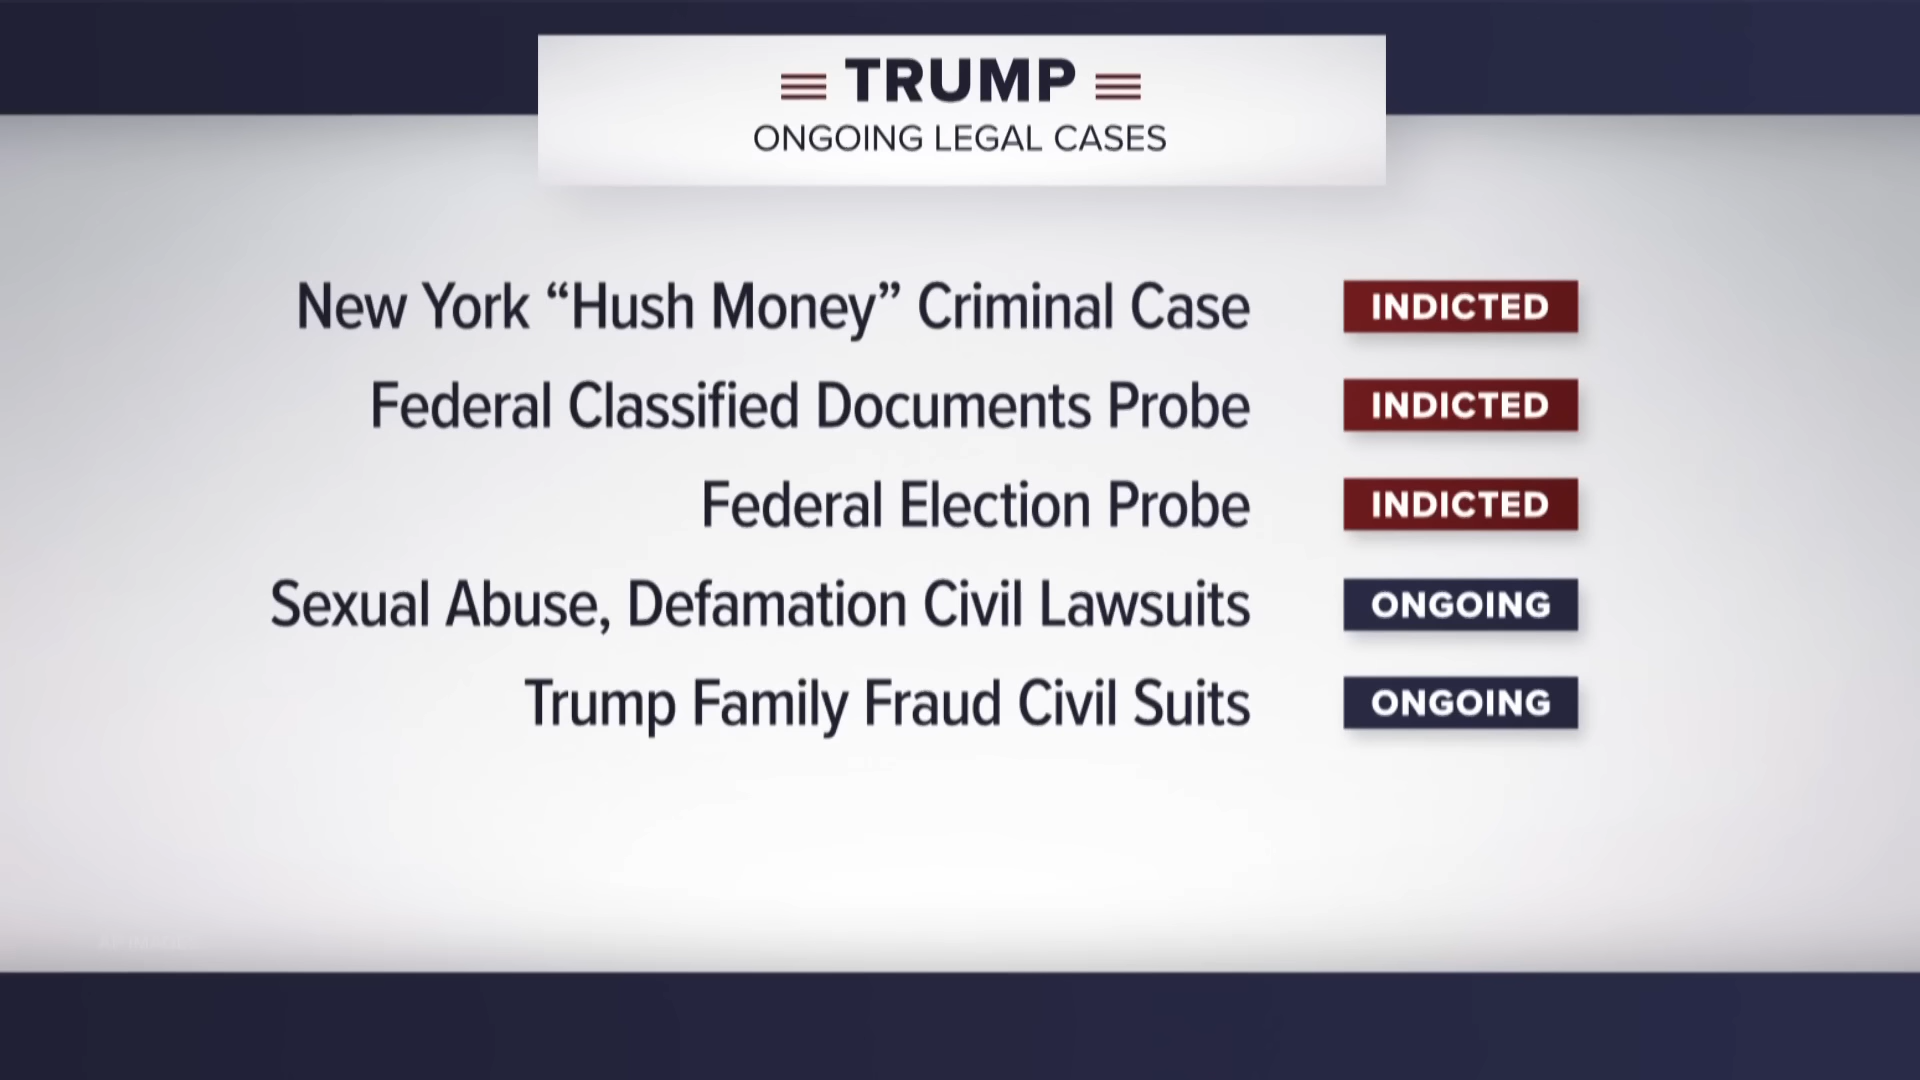 TRUMP
ONGOING LEGAL CASES
New York “Hush Money” Criminal Case INDICTED
Federal Classified Documents Probe INDICTED
Federal Election Probe INDICTED
Sexual Abuse, Defamation Civil Lawsuits ONGOING
Trump Family Fraud Civil Suits ONGOING